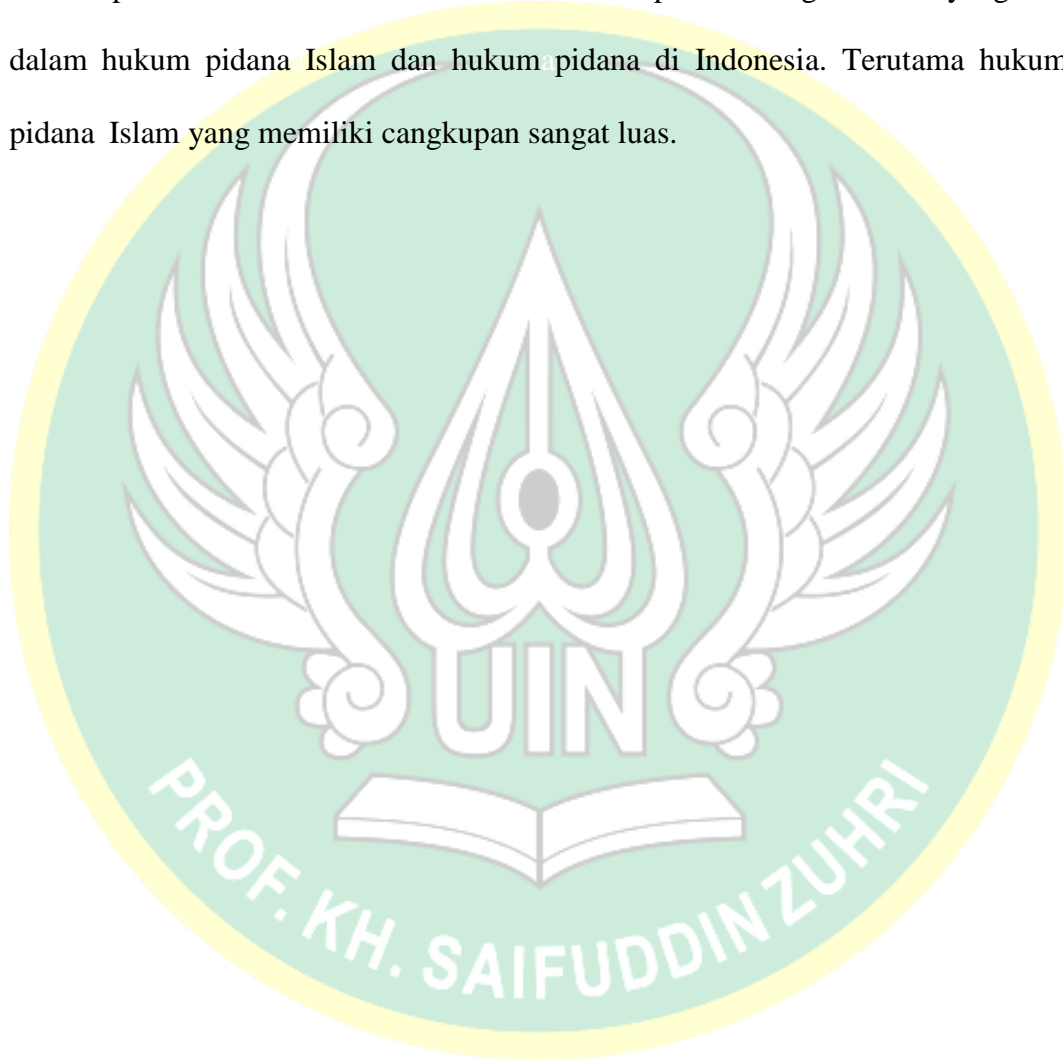 dalam hukum pidana Islam dan hukum pidana di Indonesia. Terutama hukum
pidana Islam yang memiliki cangkupan sangat luas.
UIN
PROF. KH. SAIFUDDIN ZUHRI